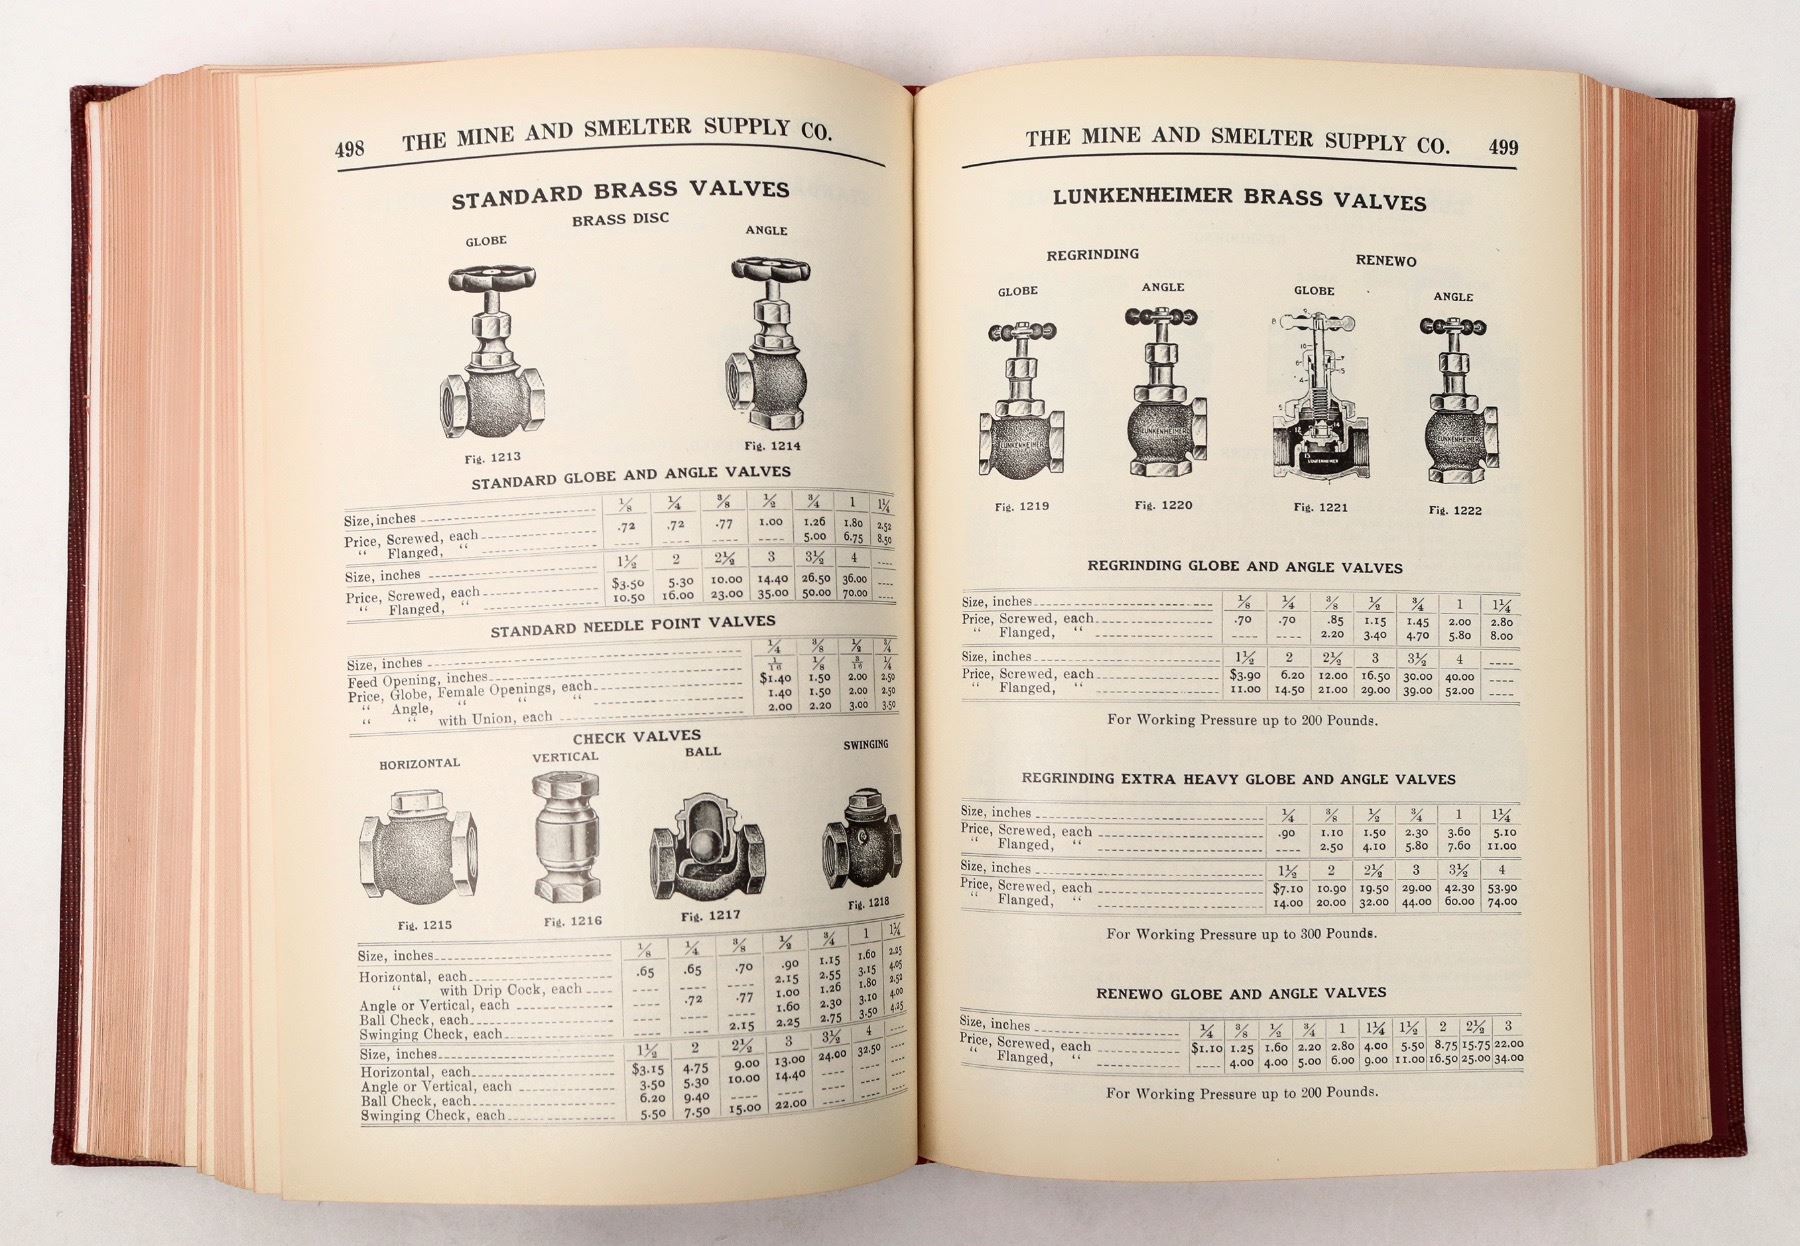 498 THE MINE AND SMELTER SUPPLY CO.
STANDARD BRASS VALVES
BRASS DISC
GLOBE ANGLE
Fig. 1213 Fig. 1214
STANDARD GLOBE AND ANGLE VALVES
Size, inches 1/8 1/4 3/8 1/2 3/4 1 1 1/4
Price, Screwed, each .72 .72 .77 1.00 1.26 1.80 2.52
" Flanged, " ---- ---- ---- ---- 5.00 6.75 8.50
Size, inches 1 1/2 2 2 1/2 3 3 1/2 4 ----
Price, Screwed, each $3.50 5.30 10.00 14.40 26.50 36.00 ----
" Flanged, " 10.50 16.00 23.00 35.00 50.00 70.00 ----
STANDARD NEEDLE POINT VALVES
Size, inches 1/4 3/8 1/2 3/4
Feed Opening, inches 1/16 1/8 3/16 1/4
Price, Globe, Female Openings, each $1.40 1.50 2.00 2.50
" Angle, " " " 1.40 1.50 2.00 2.50
" " with Union, each 2.00 2.20 3.00 3.50
CHECK VALVES
HORIZONTAL VERTICAL BALL SWINGING
Fig. 1215 Fig. 1216 Fig. 1217 Fig. 1218
Size, inches 1/8 1/4 3/8 1/2 3/4 1 1 1/4
Horizontal, each .65 .65 .70 .90 1.15 1.60 2.25
" with Drip Cock, each ---- ---- ---- 2.15 2.55 3.15 4.05
Angle or Vertical, each .72 .77 1.00 1.26 1.80 2.52
Ball Check, each ---- ---- ---- 1.60 2.30 3.10 4.00
Swinging Check, each ---- ---- 2.15 2.25 2.75 3.50 4.25
Size, inches 1 1/2 2 2 1/2 3 3 1/2 4 ----
Horizontal, each $3.15 4.75 9.00 13.00 24.00 32.50 ----
Angle or Vertical, each 3.50 5.30 10.00 14.40 ---- ---- ----
Ball Check, each 6.20 9.40 ---- ---- ---- ---- ----
Swinging Check, each 5.50 7.50 15.00 22.00 ---- ---- ----
THE MINE AND SMELTER SUPPLY CO. 499
LUNKENHEIMER BRASS VALVES
REGRINDING RENEWO
GLOBE ANGLE GLOBE ANGLE
LUNKENHEIMER LUNKENHEIMER LUNKENHEIMER LUNKENHEIMER
Fig. 1219 Fig. 1220 Fig. 1221 Fig. 1222
REGRINDING GLOBE AND ANGLE VALVES
Size, inches 1/8 1/4 3/8 1/2 3/4 1 1 1/4
Price, Screwed, each .70 .70 .85 1.15 1.45 2.00 2.80
" Flanged, " ---- ---- 2.20 3.40 4.70 5.80 8.00
Size, inches 1 1/2 2 2 1/2 3 3 1/2 4 ----
Price, Screwed, each $3.90 6.20 12.00 16.50 30.00 40.00 ----
" Flanged, " 11.00 14.50 21.00 29.00 39.00 52.00 ----
For Working Pressure up to 200 Pounds.
REGRINDING EXTRA HEAVY GLOBE AND ANGLE VALVES
Size, inches 1/4 3/8 1/2 3/4 1 1 1/4
Price, Screwed, each .90 1.10 1.50 2.30 3.60 5.10
" Flanged, " ---- 2.50 4.10 5.80 7.60 11.00
Size, inches 1 1/2 2 2 1/2 3 3 1/2 4
Price, Screwed, each $7.10 10.90 19.50 29.00 42.30 53.90
" Flanged, " 14.00 20.00 32.00 44.00 60.00 74.00
For Working Pressure up to 300 Pounds.
RENEWO GLOBE AND ANGLE VALVES
Size, inches 1/4 3/8 1/2 3/4 1 1 1/4 1 1/2 2 2 1/2 3
Price, Screwed, each $1.10 1.25 1.60 2.20 2.80 4.00 5.50 8.75 15.75 22.00
" Flanged, " ---- 4.00 4.00 5.00 6.00 9.00 11.00 16.50 25.00 34.00
For Working Pressure up to 200 Pounds.